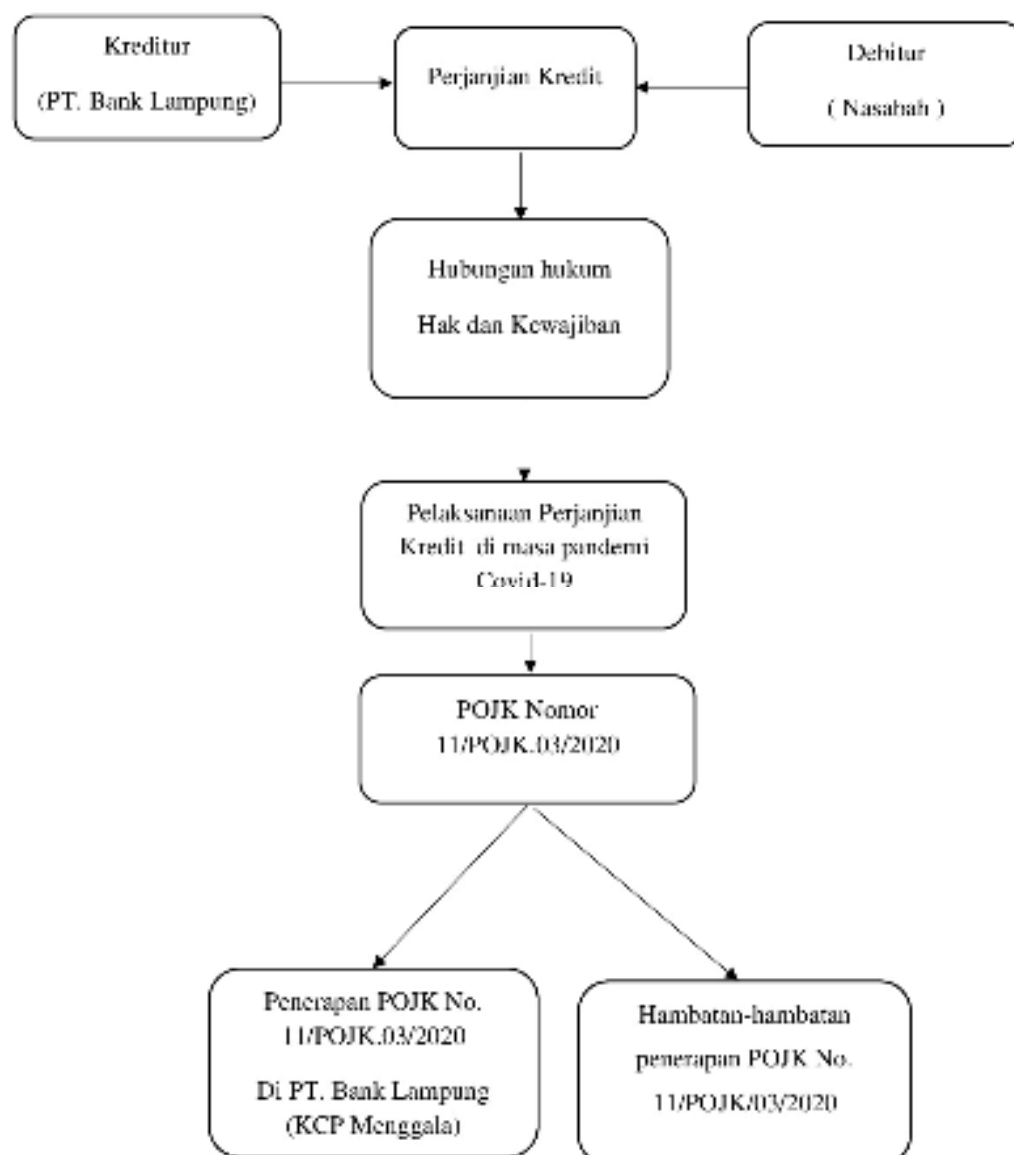 Kreditur
(PT. Bank Lampung)
Perjanjian Kredit
Debitur
( Nasabah )
Hubungan hukum
Hak dan Kewajiban
Pelaksanaan Perjanjian
Kredit di masa pandemi
Covid-19
POJK Nomor
11/POJK.03/2020
Penerapan POJK No.
11/POJK.03/2020
Di PT. Bank Lampung
(KCP Menggala)
Hambatan-hambatan
penerapan POJK No.
11/POJK/03/2020